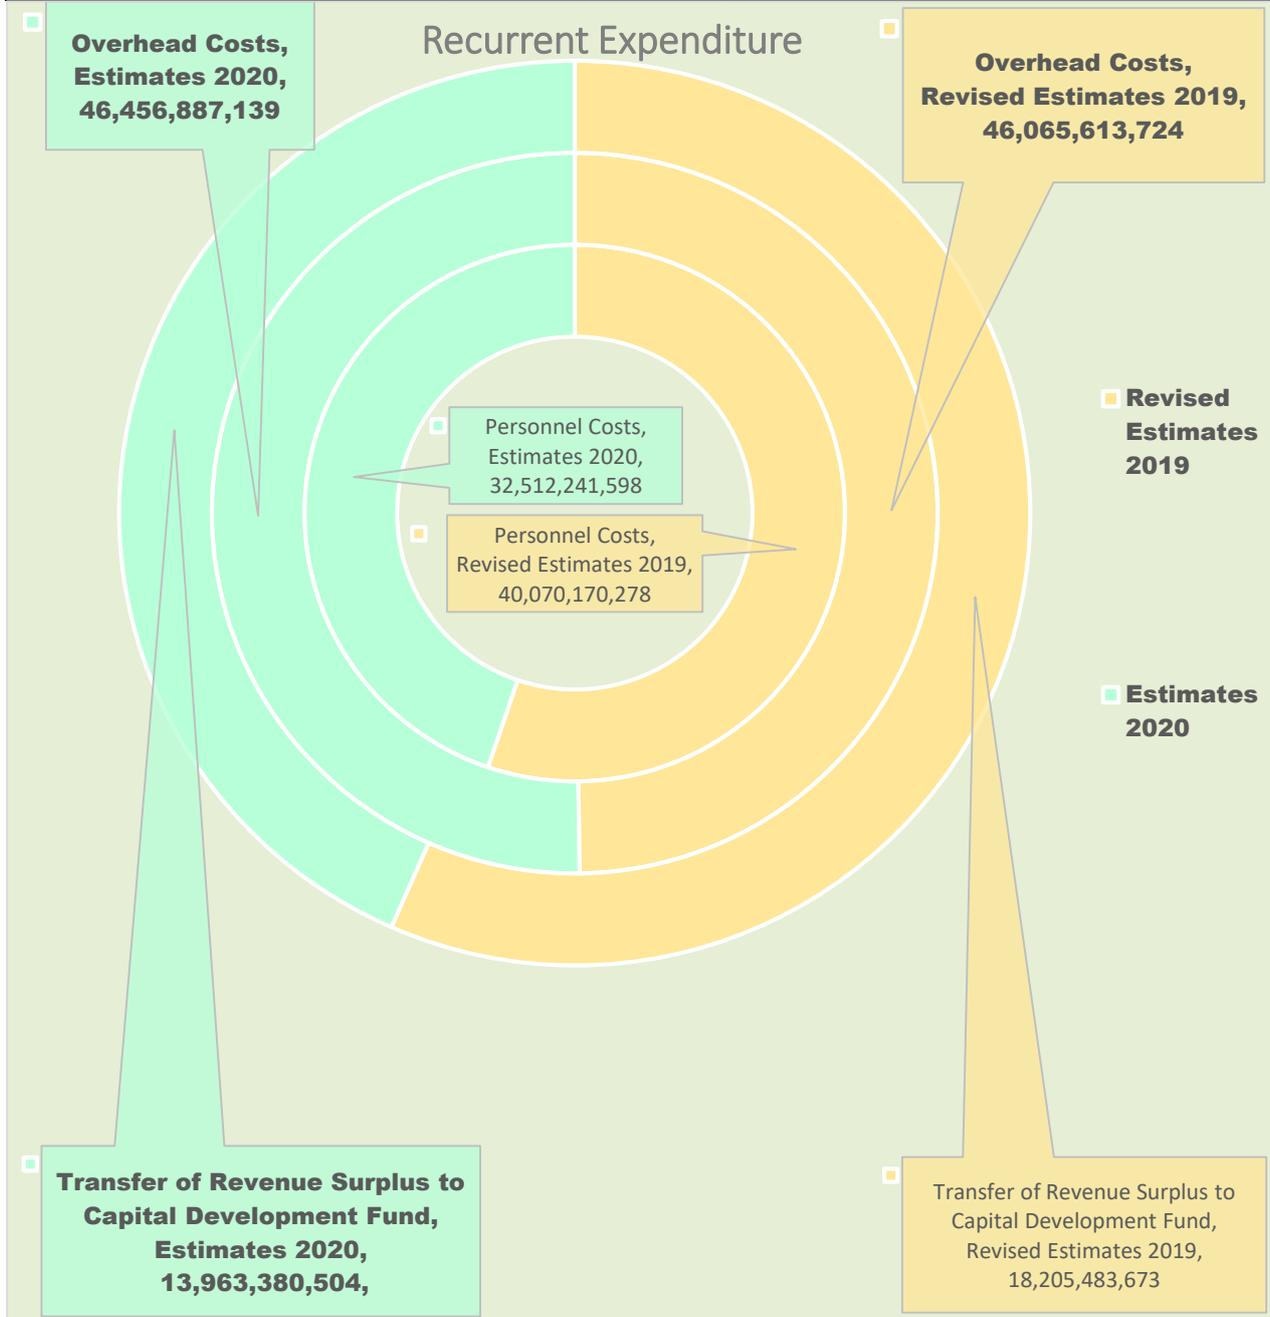 Recurrent Expenditure
Overhead Costs,
Estimates 2020,
46,456,887,139
Overhead Costs,
Revised Estimates 2019,
46,065,613,724
Personnel Costs,
Estimates 2020,
32,512,241,598
Personnel Costs,
Revised Estimates 2019,
40,070,170,278
Revised
Estimates
2019
Estimates
2020
Transfer of Revenue Surplus to
Capital Development Fund,
Estimates 2020,
13,963,380,504,
Transfer of Revenue Surplus to
Capital Development Fund,
Revised Estimates 2019,
18,205,483,673